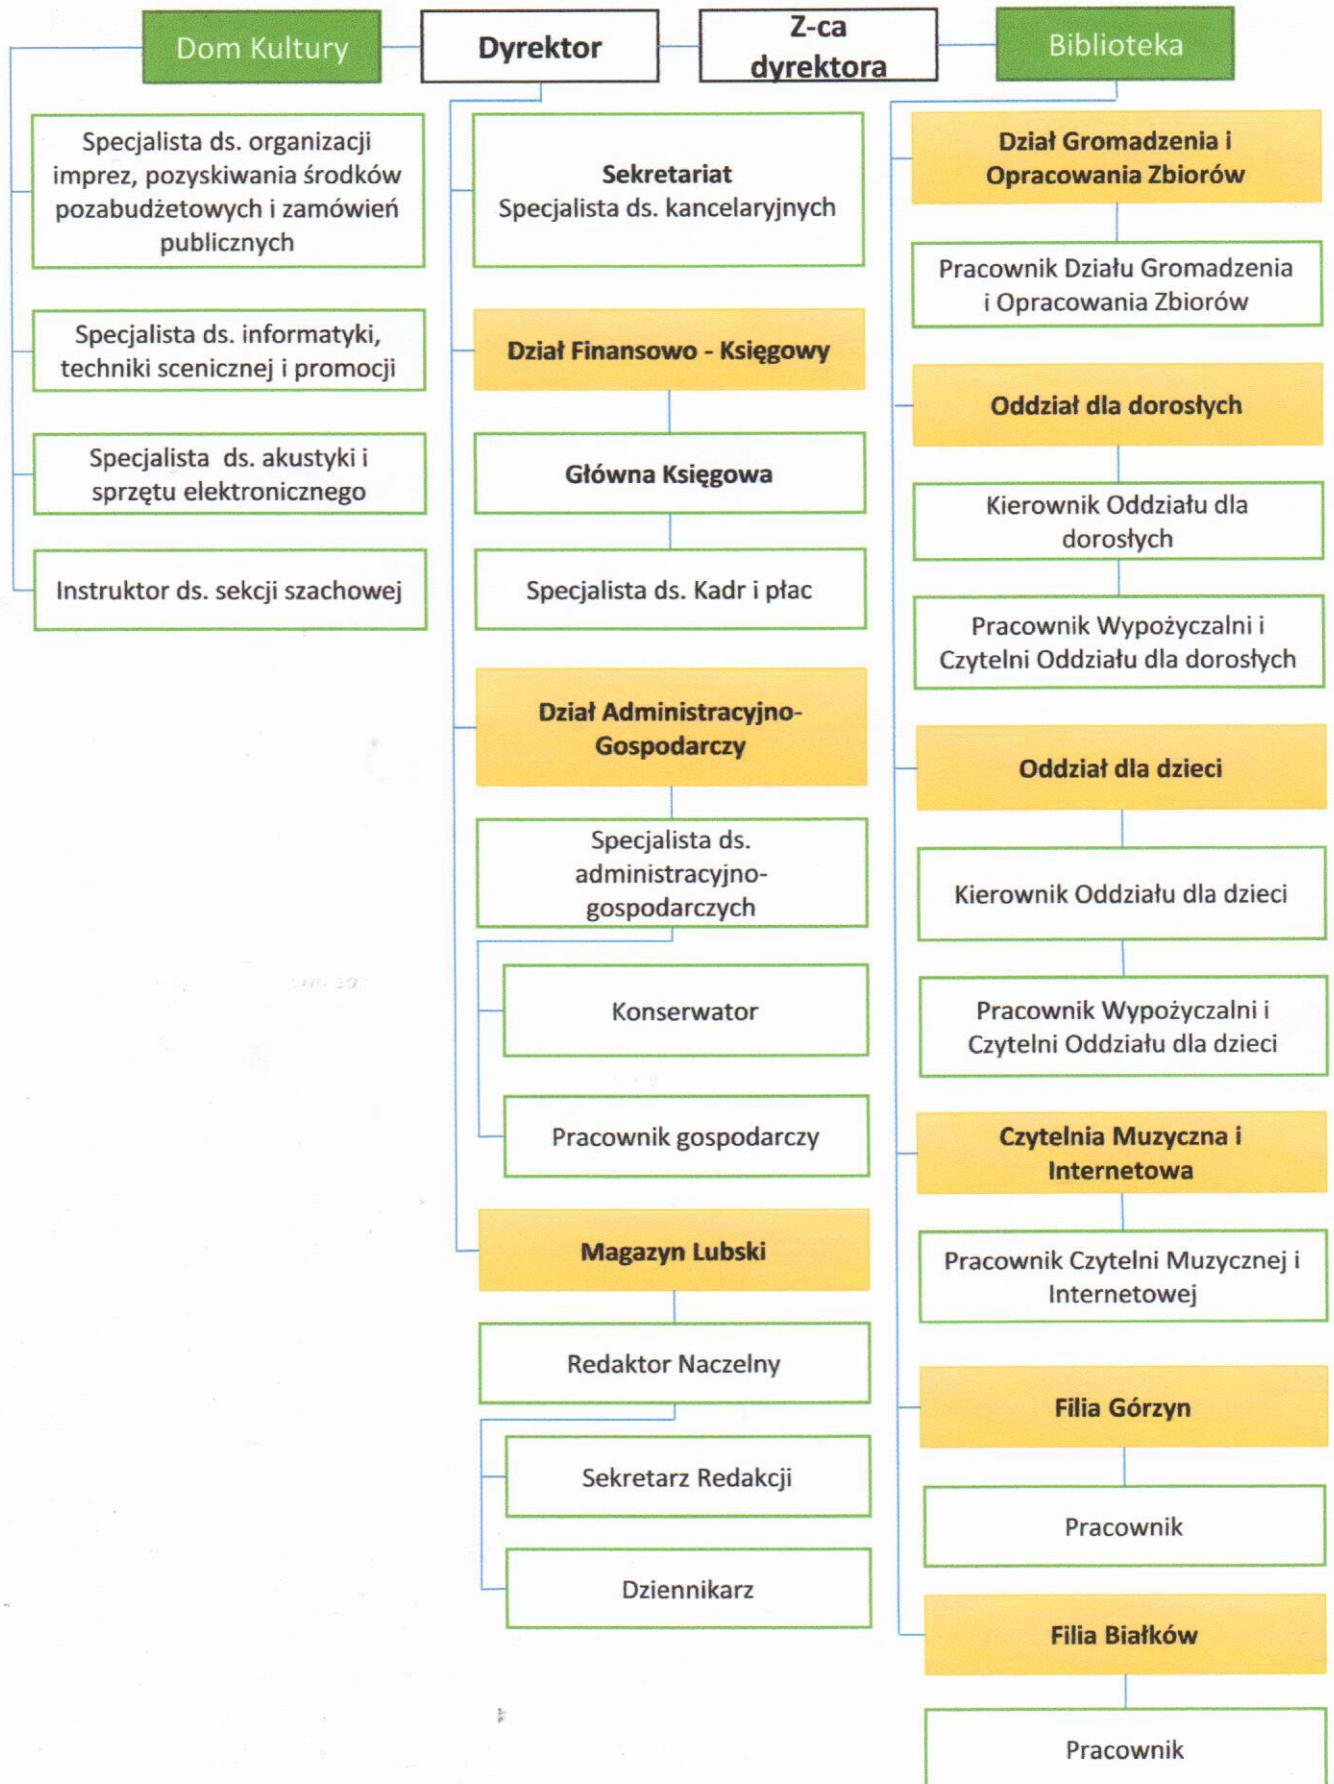 Dom Kultury
Dyrektor
Z-ca
dyrektora
Biblioteka
Specjalista ds. organizacji
imprez, pozyskiwania środków
pozabudżetowych i zamówień
publicznych
Specjalista ds. informatyki,
techniki scenicznej i promocji
Specjalista ds. akustyki i
sprzętu elektronicznego
Instruktor ds. sekcji szachowej
Sekretariat
Specjalista ds. kancelaryjnych
Dział Finansowo - Księgowy
Główna Księgowa
Specjalista ds. Kadr i płac
Dział Administracyjno-
Gospodarczy
Specjalista ds.
administracyjno-
gospodarczych
Konserwator
Pracownik gospodarczy
Magazyn Lubski
Redaktor Naczelny
Sekretarz Redakcji
Dziennikarz
Dział Gromadzenia i
Opracowania Zbiorów
Pracownik Działu Gromadzenia
i Opracowania Zbiorów
Oddział dla dorosłych
Kierownik Oddziału dla
dorosłych
Pracownik Wypożyczalni i
Czytelni Oddziału dla dorosłych
Oddział dla dzieci
Kierownik Oddziału dla dzieci
Pracownik Wypożyczalni i
Czytelni Oddziału dla dzieci
Czytelnia Muzyczna i
Internetowa
Pracownik Czytelni Muzycznej i
Internetowej
Filia Górzyn
Pracownik
Filia Białków
Pracownik